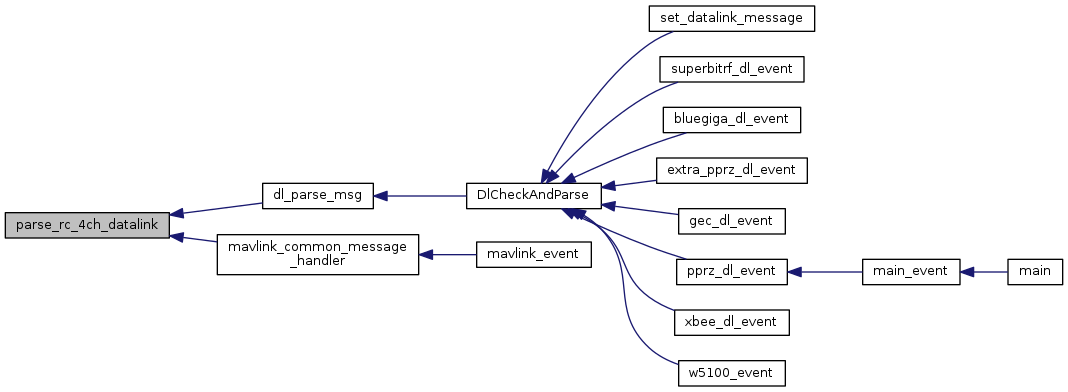 set_datalink_message
superbitrf_dl_event
bluegiga_dl_event
extra_pprz_dl_event
dl_parse_msg
DlCheckAndParse
gec_dl_event
parse_rc_4ch_datalink
mavlink_common_message
_handler
mavlink_event
pprz_dl_event
main_event
main
xbee_dl_event
w5100_event